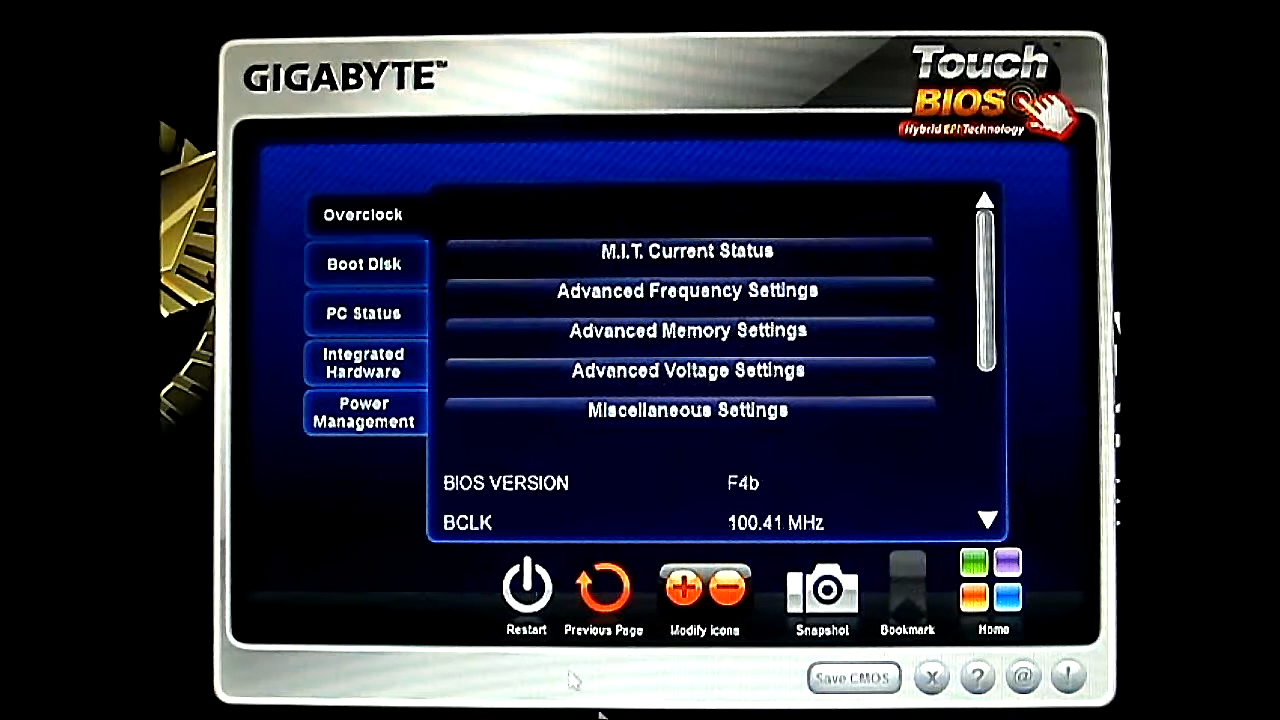 GIGABYTE™
Touch
BIOS
Hybrid EFI Technology
Overclock
Boot Disk
PC Status
Integrated
Hardware
Power
Management
M.I.T. Current Status
Advanced Frequency Settings
Advanced Memory Settings
Advanced Voltage Settings
Miscellaneous Settings
BIOS VERSION F4b
BCLK 100.41 MHz
Restart
Previous Page
Modify Icons
Snapshot
Bookmark
Home
Save CMOS
X
?
@
!